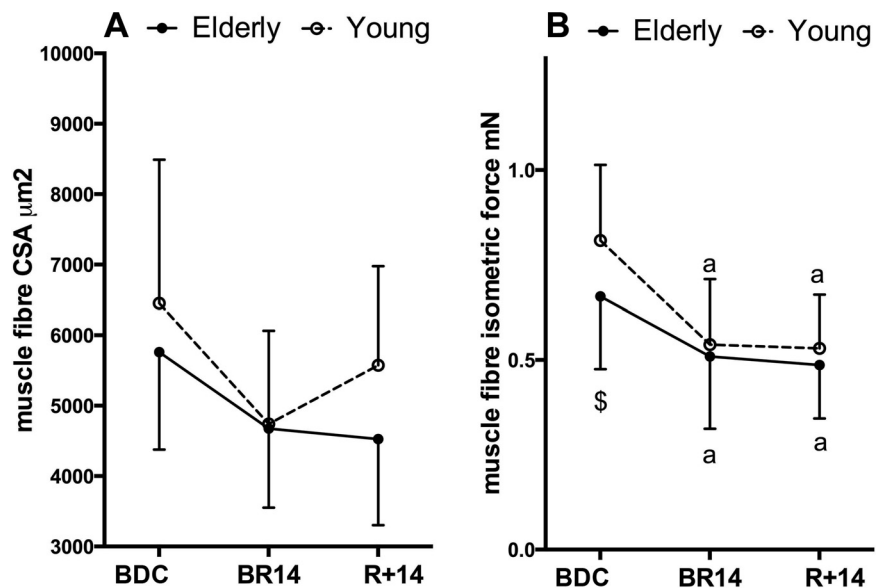 A Elderly Young
muscle fibre CSA μm2
10000
9000
8000
7000
6000
5000
4000
3000
BDC BR14 R+14
B Elderly Young
muscle fibre isometric force mN
1.0
0.5
0.0
a a
$
a a
BDC BR14 R+14